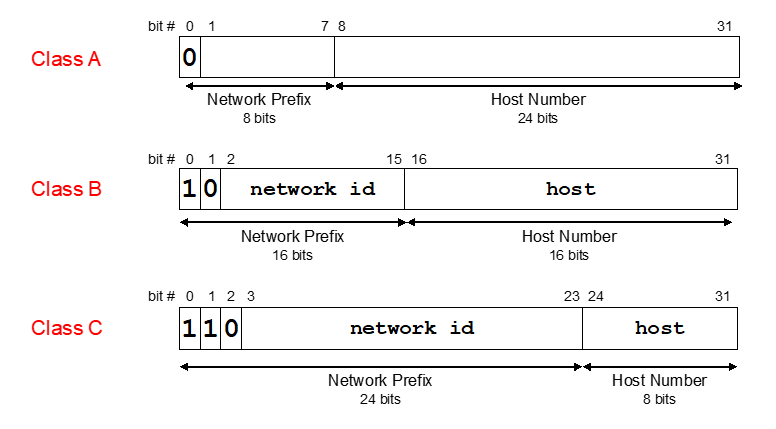 bit # 0 1 7 8 31
Class A 0
Network Prefix Host Number
8 bits 24 bits
bit # 0 1 2 15 16 31
Class B 1 0 network id host
Network Prefix Host Number
16 bits 16 bits
bit # 0 1 2 3 23 24 31
Class C 1 1 0 network id host
Network Prefix Host Number
24 bits 8 bits